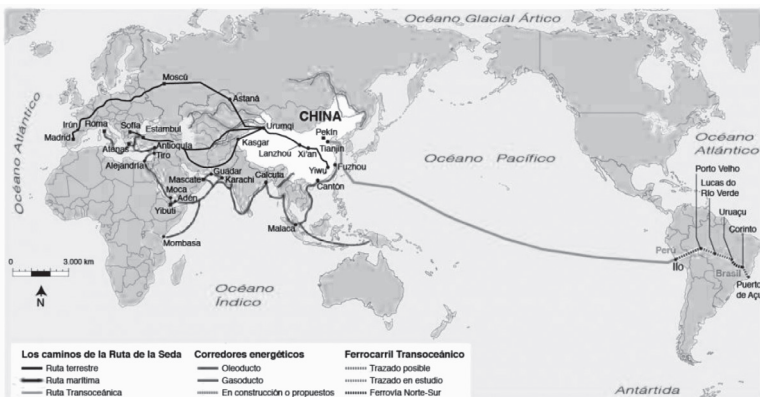 Océano Glacial Ártico
Océano Atlántico
Moscú
Astaná
CHINA
Irún
Madrid
Roma
Sofía
Estambul
Atenas
Antioquía
Tiro
Alejandría
Urumqi
Kasgar
Lanzhou
Xi'an
Pekín
Tianjin
Yiwu
Fuzhou
Cantón
Guadar
Mascate
Karachi
Calcuta
Moca
Adén
Yibuti
Mombasa
Malaca
Océano Pacífico
Océano Atlántico
Porto Velho
Lucas do Río Verde
Uruaçu
Corinto
Perú
Ilo
Brasil
Puerto de Açu
0 3.000 km
N
Océano Índico
Antártida
Los caminos de la Ruta de la Seda
Ruta terrestre
Ruta marítima
Ruta Transoceánica
Corredores energéticos
Oleoducto
Gasoducto
En construcción o propuestos
Ferrocarril Transoceánico
Trazado posible
Trazado en estudio
Ferrovía Norte-Sur